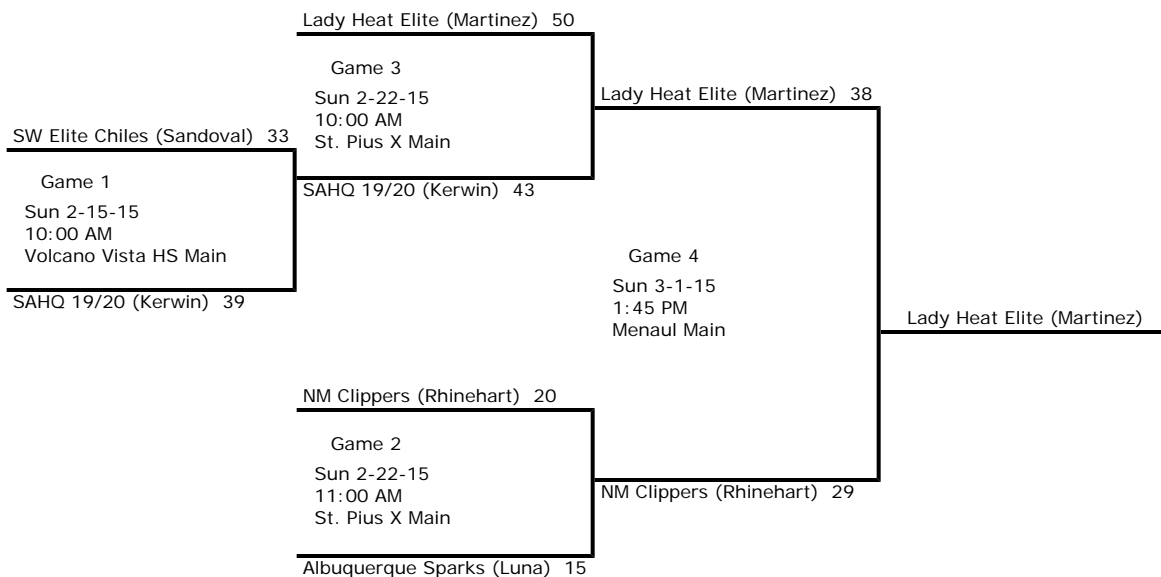 Lady Heat Elite (Martinez) 50
Game 3
Sun 2-22-15
10:00 AM
St. Pius X Main
SAHQ 19/20 (Kerwin) 43
SW Elite Chiles (Sandoval) 33
Game 1
Sun 2-15-15
10:00 AM
Volcano Vista HS Main
SAHQ 19/20 (Kerwin) 39
Lady Heat Elite (Martinez) 38
Game 4
Sun 3-1-15
1:45 PM
Menaul Main
Lady Heat Elite (Martinez)
NM Clippers (Rhinehart) 20
Game 2
Sun 2-22-15
11:00 AM
St. Pius X Main
Albuquerque Sparks (Luna) 15
NM Clippers (Rhinehart) 29